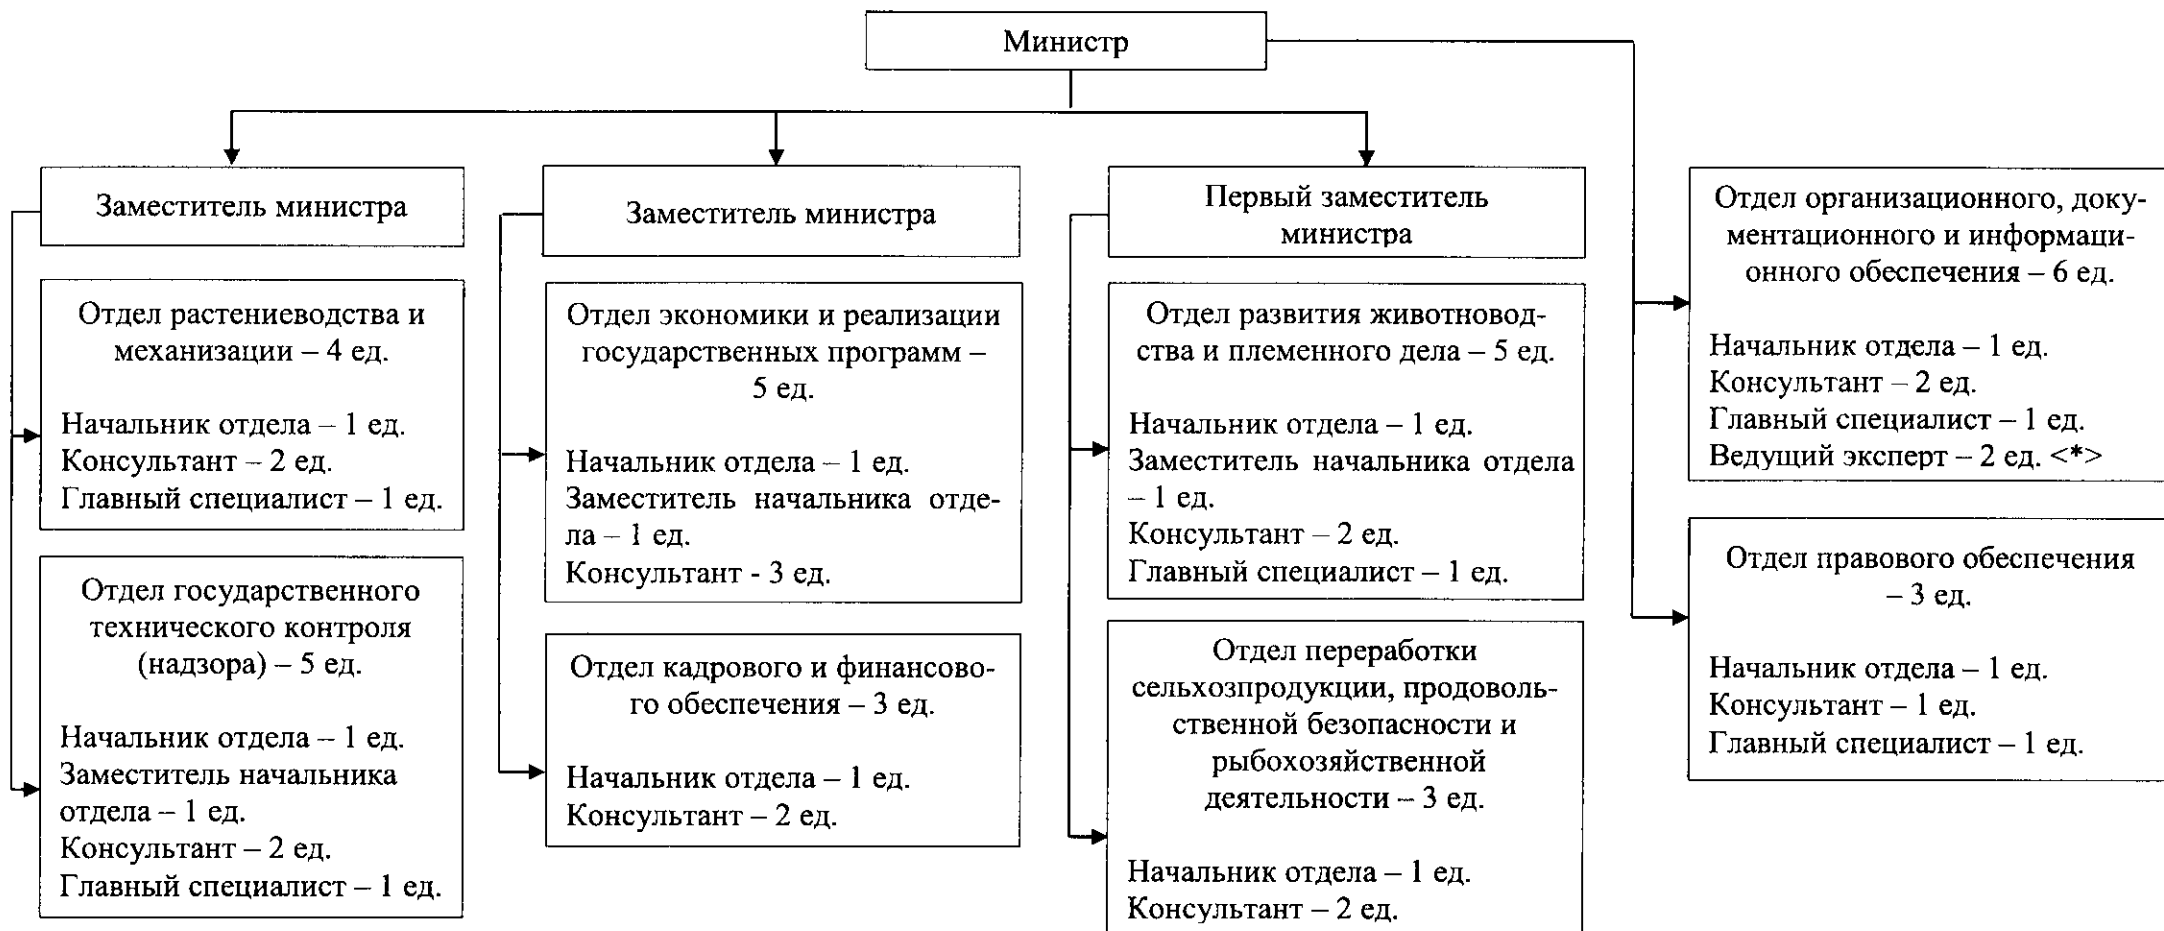 Министр
Заместитель министра
Отдел растениеводства и
механизации – 4 ед.
Начальник отдела – 1 ед.
Консультант – 2 ед.
Главный специалист – 1 ед.
Отдел государственного
технического контроля
(надзора) – 5 ед.
Начальник отдела – 1 ед.
Заместитель начальника
отдела – 1 ед.
Консультант – 2 ед.
Главный специалист – 1 ед.
Заместитель министра
Отдел экономики и реализации
государственных программ –
5 ед.
Начальник отдела – 1 ед.
Заместитель начальника отде-
ла – 1 ед.
Консультант - 3 ед.
Отдел кадрового и финансово-
го обеспечения – 3 ед.
Начальник отдела – 1 ед.
Консультант – 2 ед.
Первый заместитель
министра
Отдел развития животновод-
ства и племенного дела – 5 ед.
Начальник отдела – 1 ед.
Заместитель начальника отдела
– 1 ед.
Консультант – 2 ед.
Главный специалист – 1 ед.
Отдел переработки
сельхозпродукции, продоволь-
ственной безопасности и
рыбохозяйственной
деятельности – 3 ед.
Начальник отдела – 1 ед.
Консультант – 2 ед.
Отдел организационного, доку-
ментационного и информаци-
онного обеспечения – 6 ед.
Начальник отдела – 1 ед.
Консультант – 2 ед.
Главный специалист – 1 ед.
Ведущий эксперт – 2 ед. <*>
Отдел правового обеспечения
– 3 ед.
Начальник отдела – 1 ед.
Консультант – 1 ед.
Главный специалист – 1 ед.